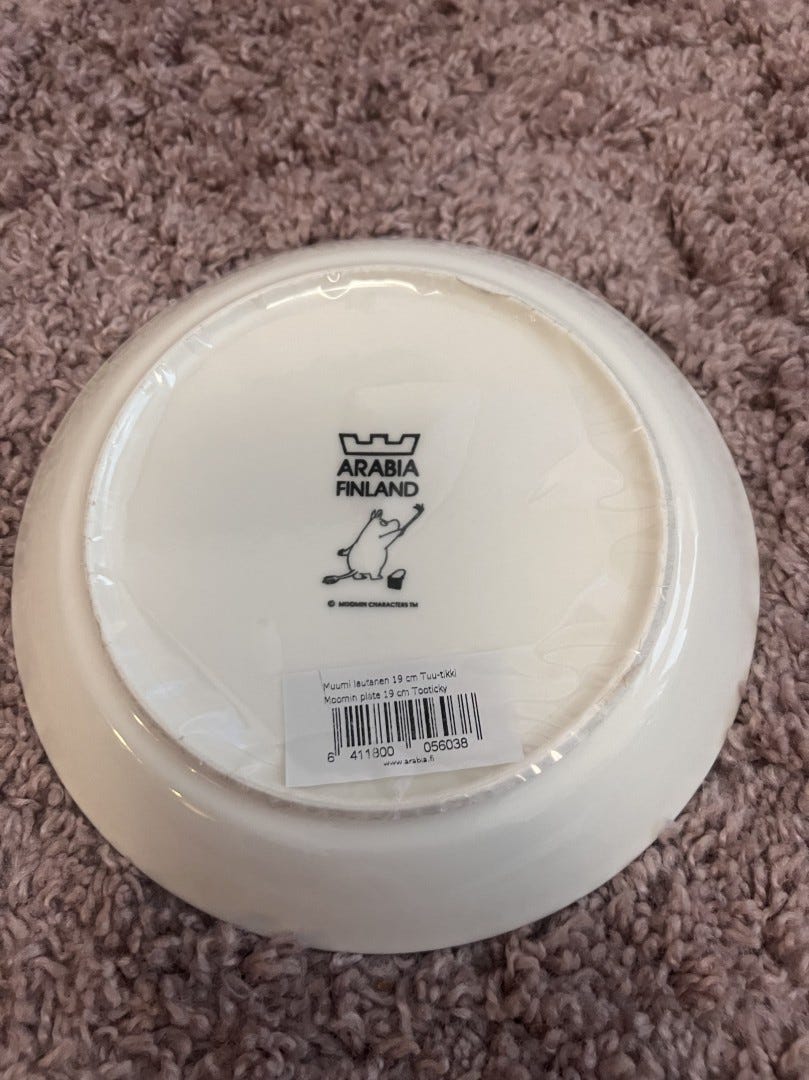 ARABIA
FINLAND
© MOOMIN CHARACTERS TM
Muumi lautanen 19 cm Tuu-tikki
Moomin plate 19 cm Tooticky
6 411800 056038
www.arabia.fi